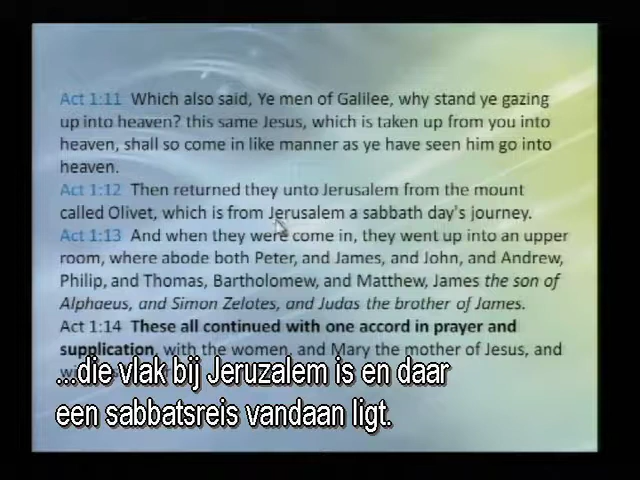 Act 1:11 Which also said, Ye men of Galilee, why stand ye gazing
up into heaven? this same Jesus, which is taken up from you into
heaven, shall so come in like manner as ye have seen him go into
heaven.
Act 1:12 Then returned they unto Jerusalem from the mount
called Olivet, which is from Jerusalem a sabbath day's journey.
Act 1:13 And when they were come in, they went up into an upper
room, where abode both Peter, and James, and John, and Andrew,
Philip, and Thomas, Bartholomew, and Matthew, James the son of
Alphaeus, and Simon Zelotes, and Judas the brother of James.
Act 1:14 These all continued with one accord in prayer and
supplication, with the women, and Mary the mother of Jesus, and
...die vlak bij Jeruzalem is en daar
een sabbatsreis vandaan ligt.